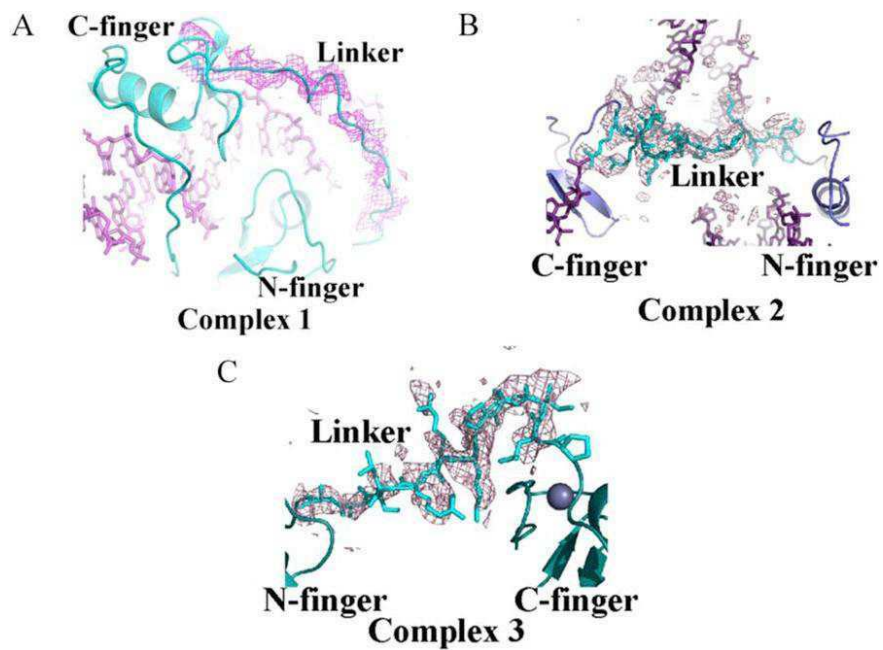 A
C-finger
Linker
N-finger
Complex 1
B
Linker
C-finger
N-finger
Complex 2
C
Linker
N-finger
C-finger
Complex 3